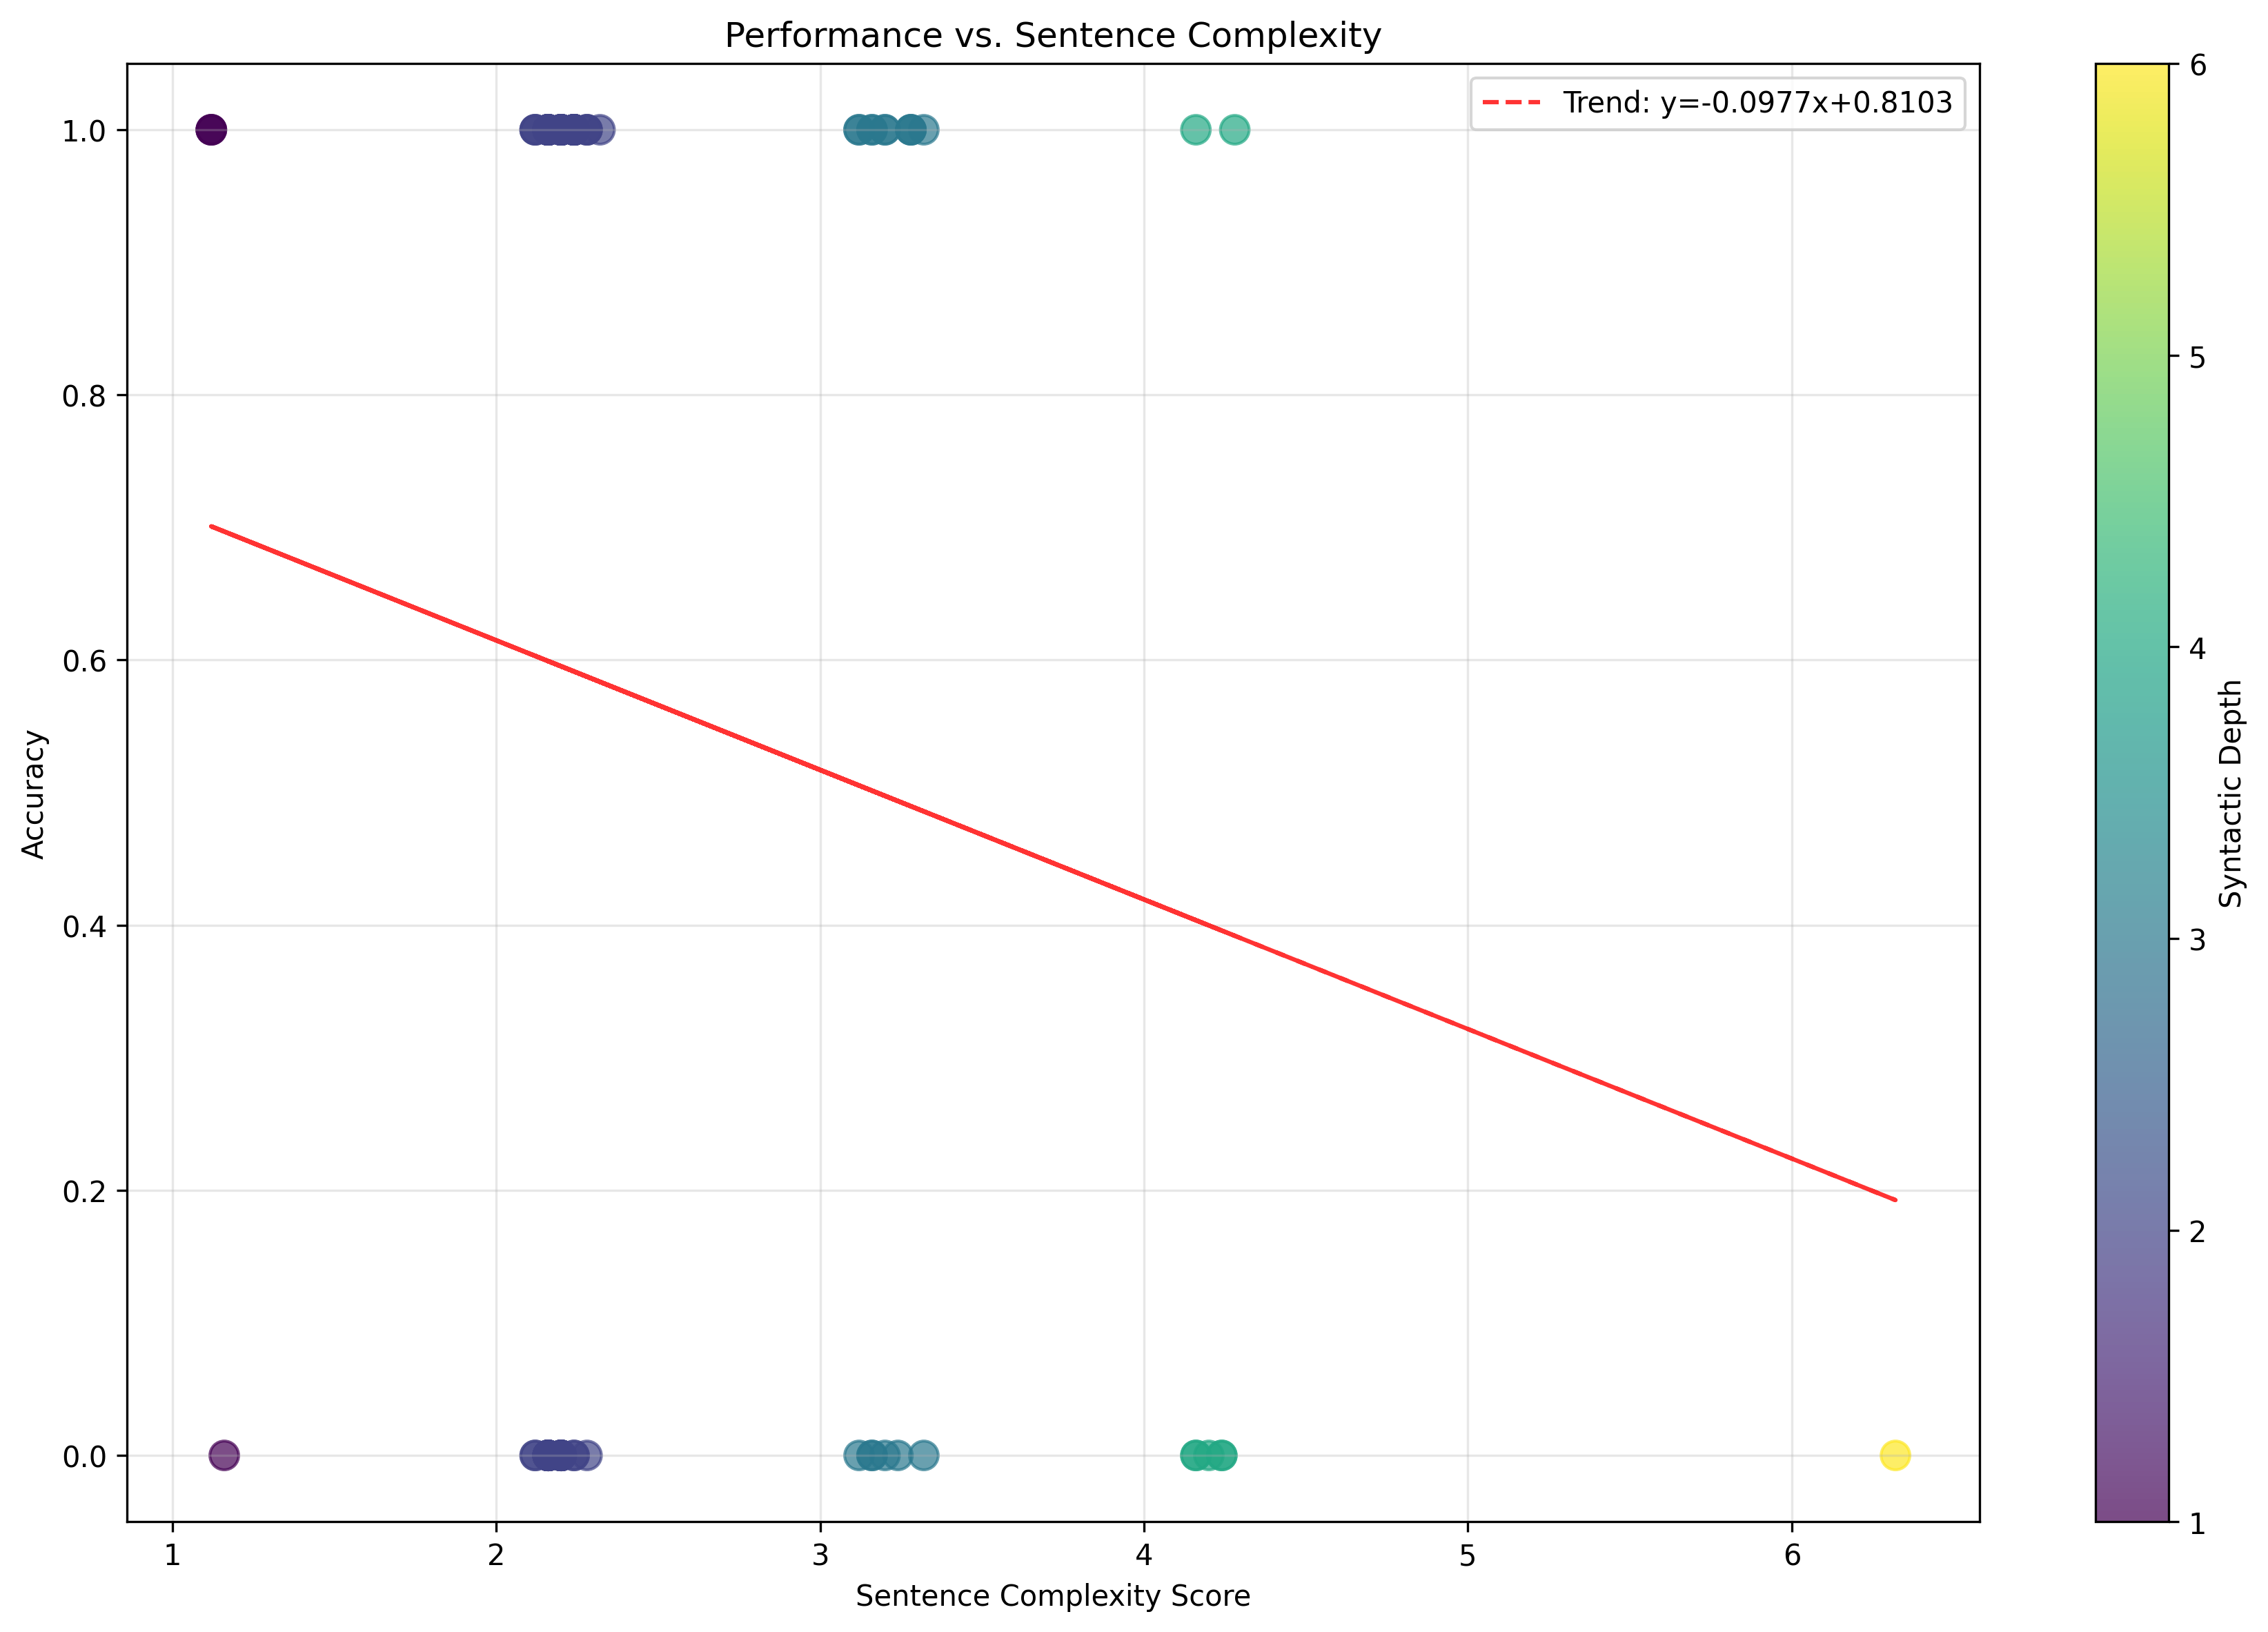 Performance vs. Sentence Complexity
Trend: y=-0.0977x+0.8103
Accuracy
1.0
0.8
0.6
0.4
0.2
0.0
1 2 3 4 5 6
Sentence Complexity Score
6
5
4
3
2
1
Syntactic Depth